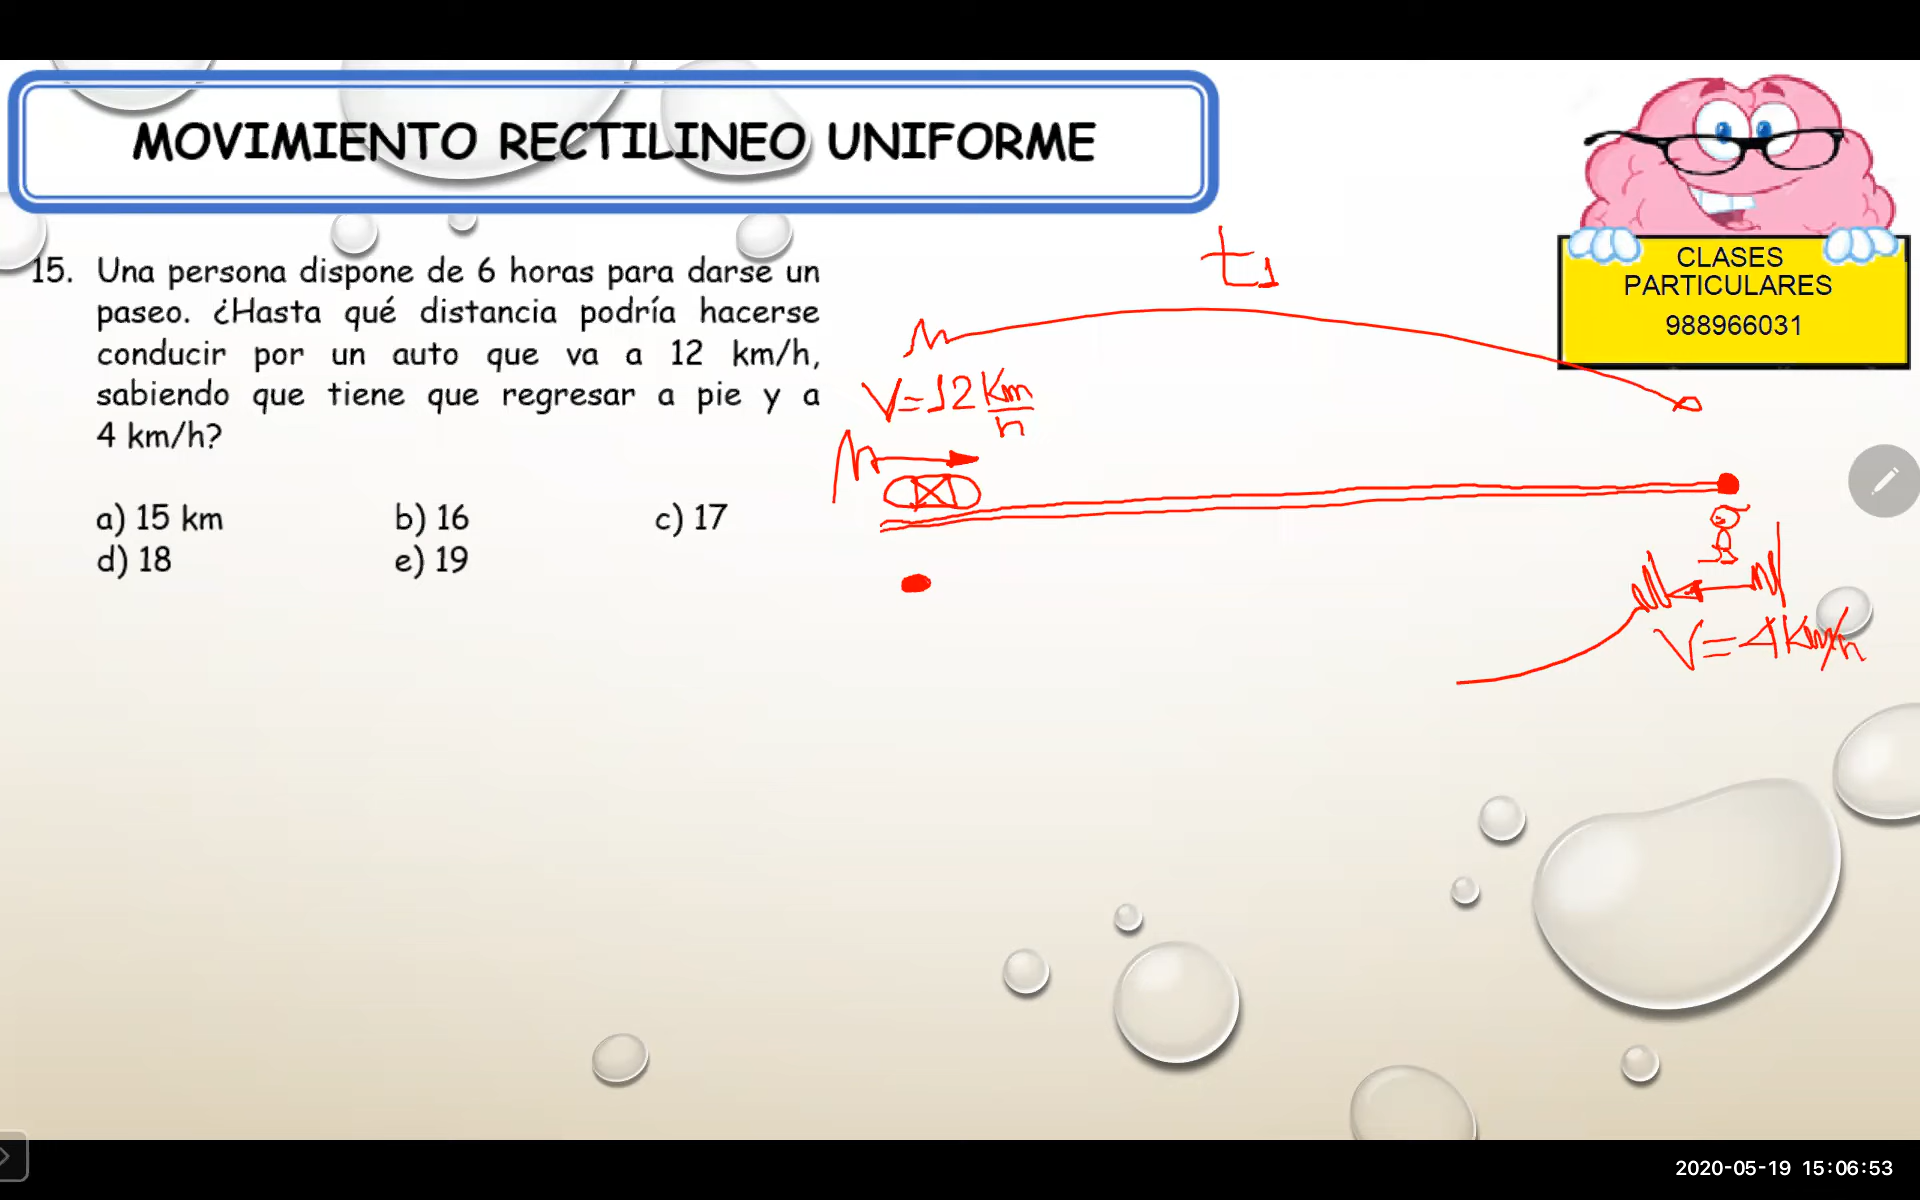 MOVIMIENTO RECTILINEO UNIFORME
15. Una persona dispone de 6 horas para darse un
paseo. ¿Hasta qué distancia podría hacerse
conducir por un auto que va a 12 km/h,
sabiendo que tiene que regresar a pie y a
4 km/h?
a) 15 km b) 16 c) 17
d) 18 e) 19
t1
V=12 Km/h
V=4Km/h
CLASES
PARTICULARES
988966031
2020-05-19 15:06:53